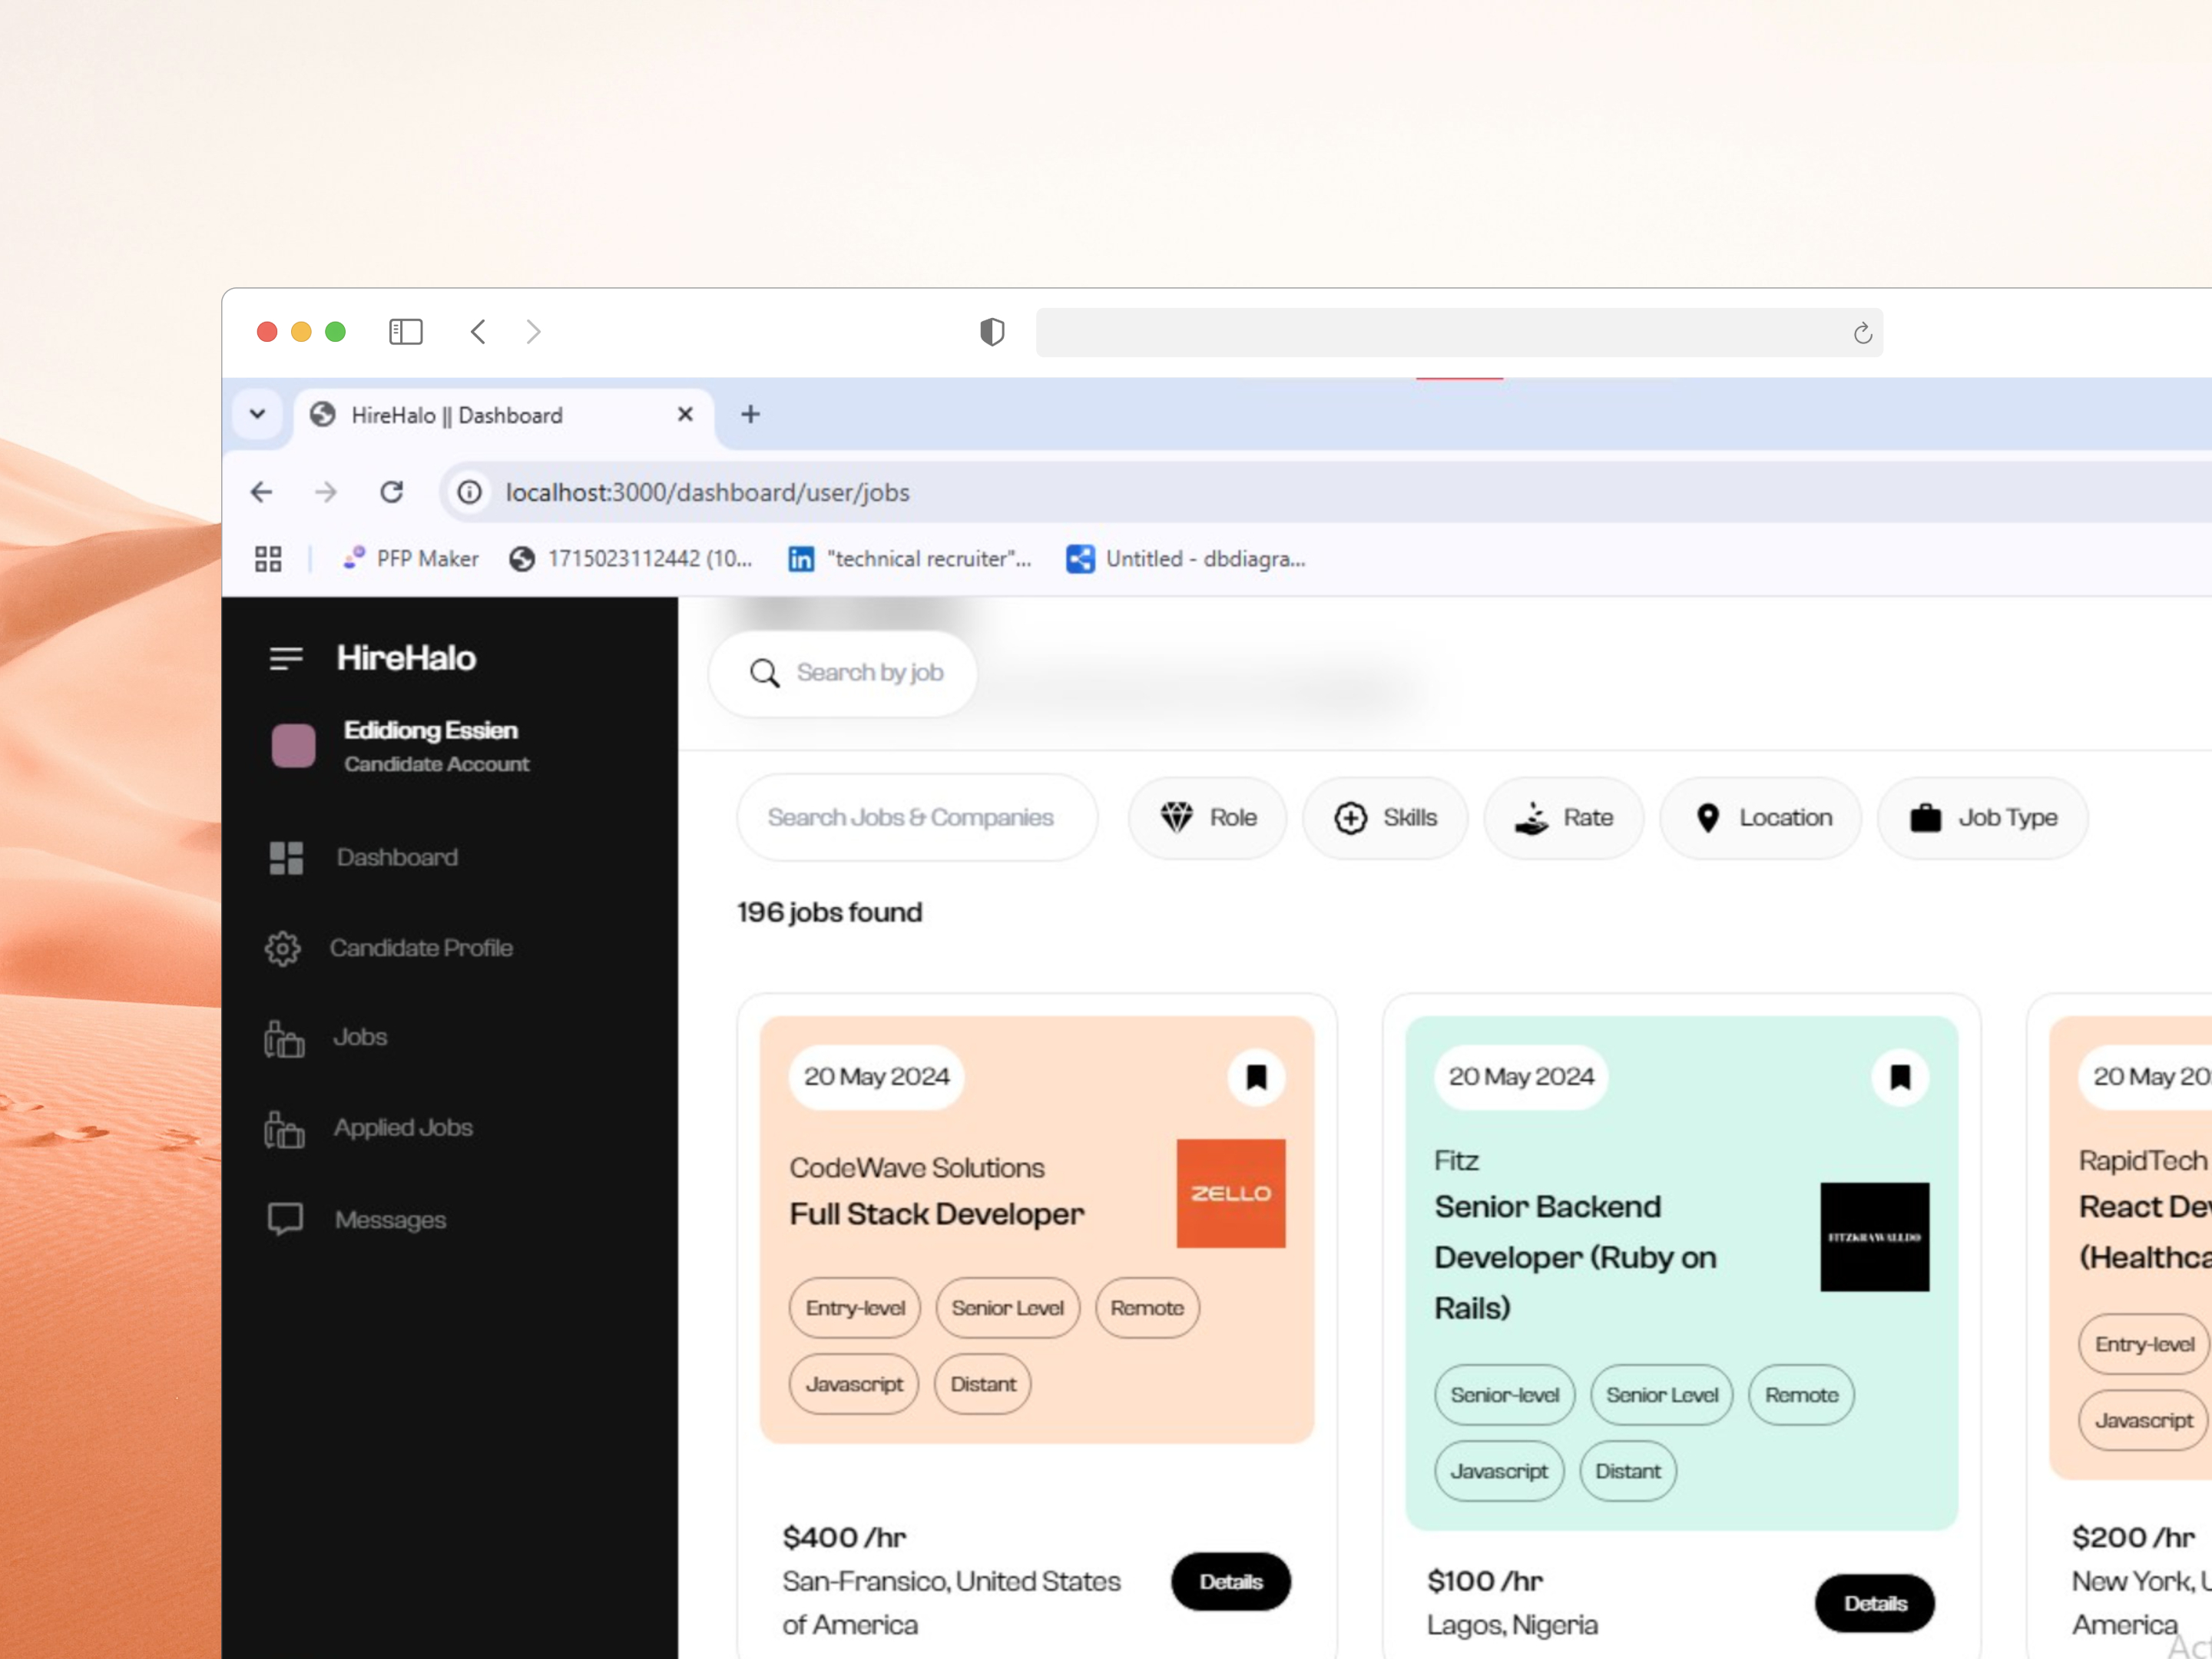 HireHalo || Dashboard
localhost:3000/dashboard/user/jobs
PFP Maker
1715023112442 (10...
"technical recruiter"...
Untitled - dbdiagra...
HireHalo
Edidiong Essien
Candidate Account
Dashboard
Candidate Profile
Jobs
Applied Jobs
Messages
Search by job
Search Jobs & Companies
Role
Skills
Rate
Location
Job Type
196 jobs found
20 May 2024
CodeWave Solutions
Full Stack Developer
ZELLO
Entry-level
Senior Level
Remote
Javascript
Distant
$400 /hr
San-Fransico, United States
of America
Details
20 May 2024
Fitz
Senior Backend
Developer (Ruby on
Rails)
FITZKRAWALLDO
Senior-level
Senior Level
Remote
Javascript
Distant
$100 /hr
Lagos, Nigeria
Details
20 May 20
RapidTech
React Dev
(Healthca
Entry-level
Javascript
$200 /hr
New York, U
America
Act